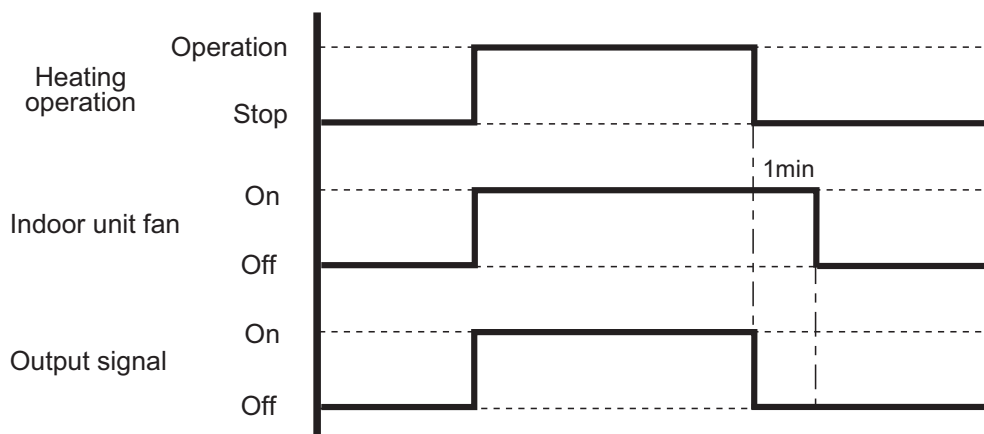 Operation
Heating
operation
Stop
1min
On
Indoor unit fan
Off
On
Output signal
Off